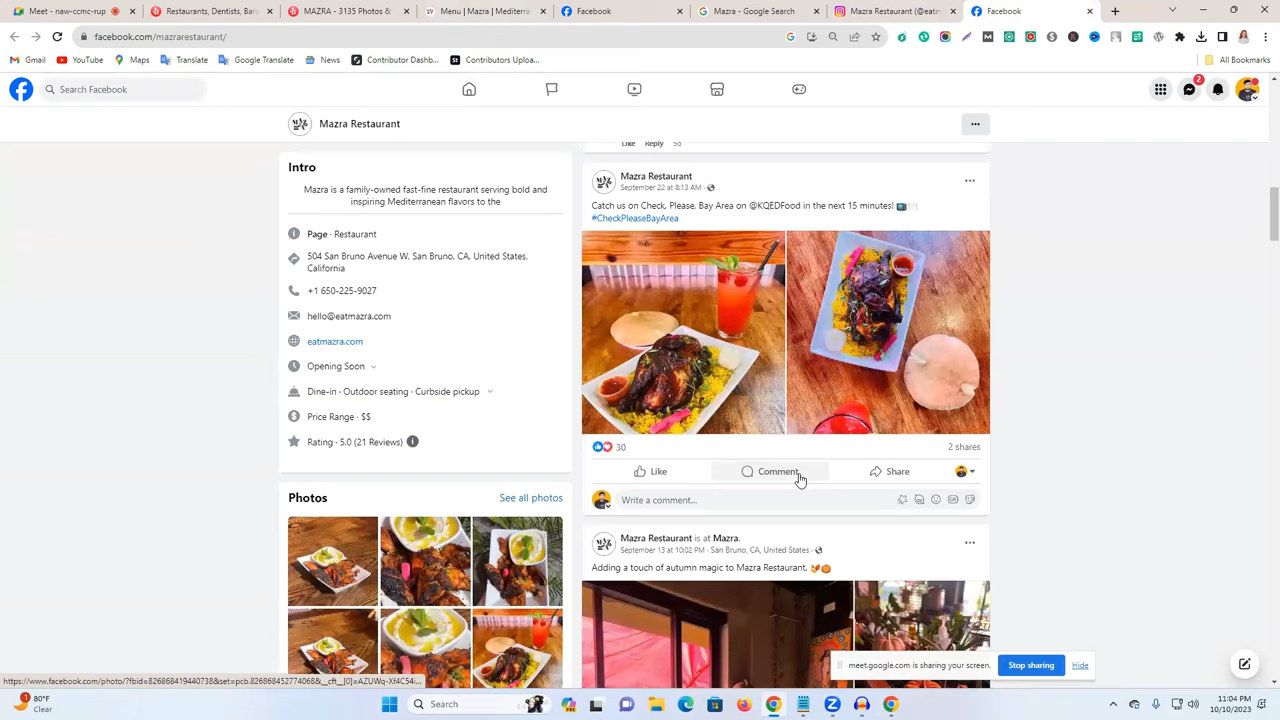 Meet - naw-ccmc-rup
Restaurants, Dentists, Bars
MAZRA - 3135 Photos &
Menu | Mazra | Mediterran
Facebook
Mazra - Google Search
Mazra Restaurant (@eatm
Facebook
facebook.com/mazrarestaurant/
Gmail
YouTube
Maps
Translate
Google Translate
News
Contributor Dashb...
Contributors Uploa...
All Bookmarks
Search Facebook
2
Mazra Restaurant
...
Like Reply 5d
Intro
Mazra is a family-owned fast-fine restaurant serving bold and
inspiring Mediterranean flavors to the
Page · Restaurant
504 San Bruno Avenue W, San Bruno, CA, United States,
California
+1 650-225-9027
hello@eatmazra.com
eatmazra.com
Opening Soon
Dine-in · Outdoor seating · Curbside pickup
Price Range · $$
Rating · 5.0 (21 Reviews)
Photos
See all photos
Mazra Restaurant
September 22 at 8:13 AM ·
Catch us on Check, Please, Bay Area on @KQEDFood in the next 15 minutes!
#CheckPleaseBayArea
30
2 shares
Like
Comment
Share
Write a comment...
Mazra Restaurant is at Mazra.
September 13 at 10:02 PM · San Bruno, CA, United States ·
Adding a touch of autumn magic to Mazra Restaurant.
meet.google.com is sharing your screen.
Stop sharing
Hide
80°F
Clear
Search
11:04 PM
10/10/2023